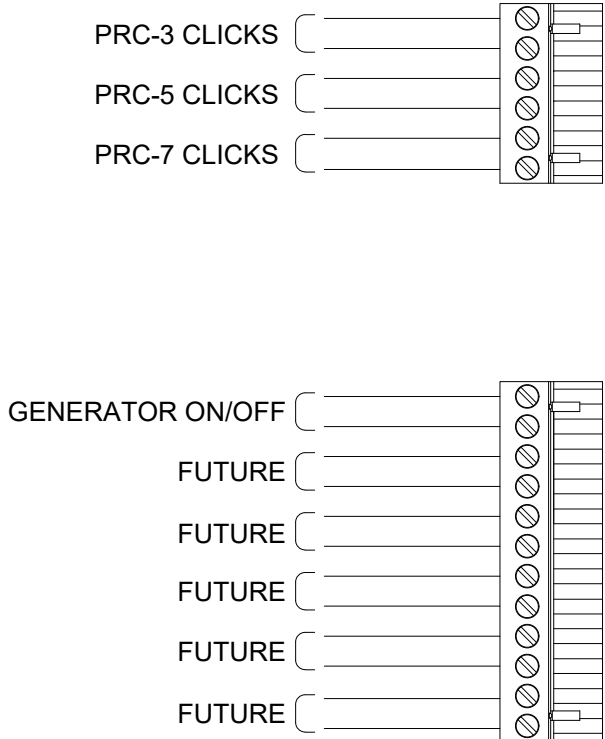 PRC-3 CLICKS
PRC-5 CLICKS
PRC-7 CLICKS
GENERATOR ON/OFF
FUTURE
FUTURE
FUTURE
FUTURE
FUTURE